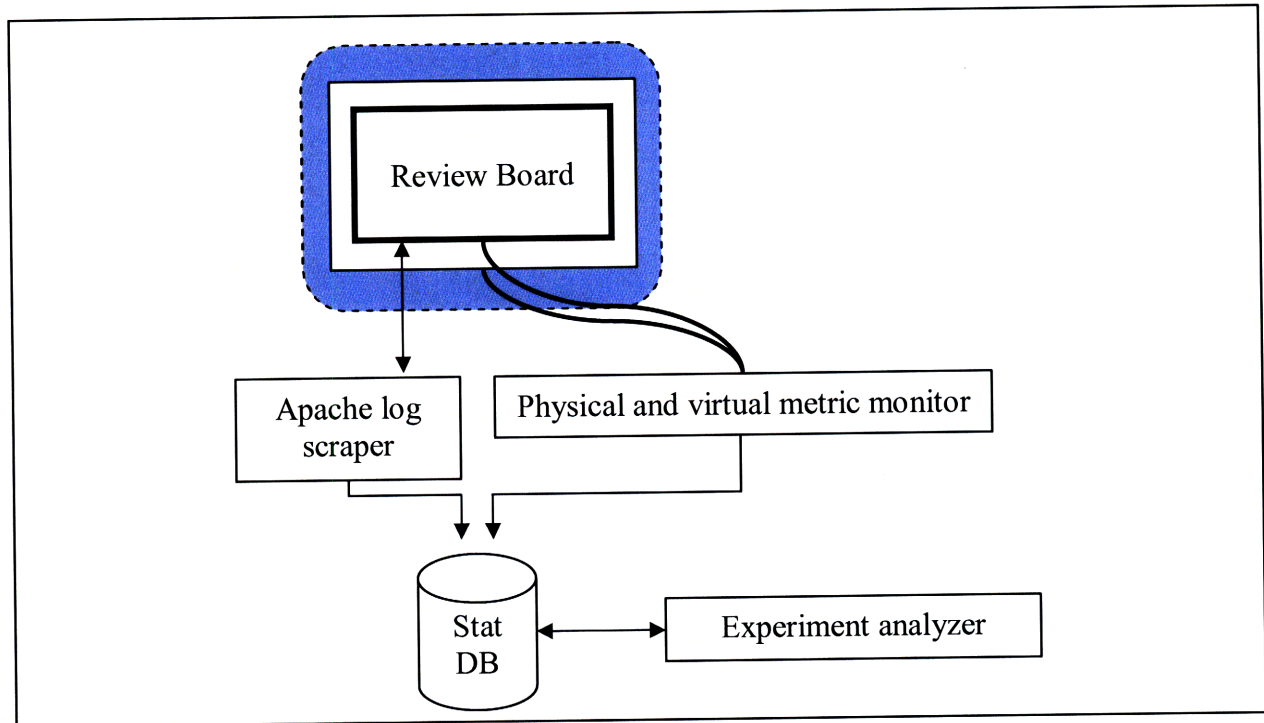 Review Board
Apache log
scraper
Physical and virtual metric monitor
Stat
DB
Experiment analyzer